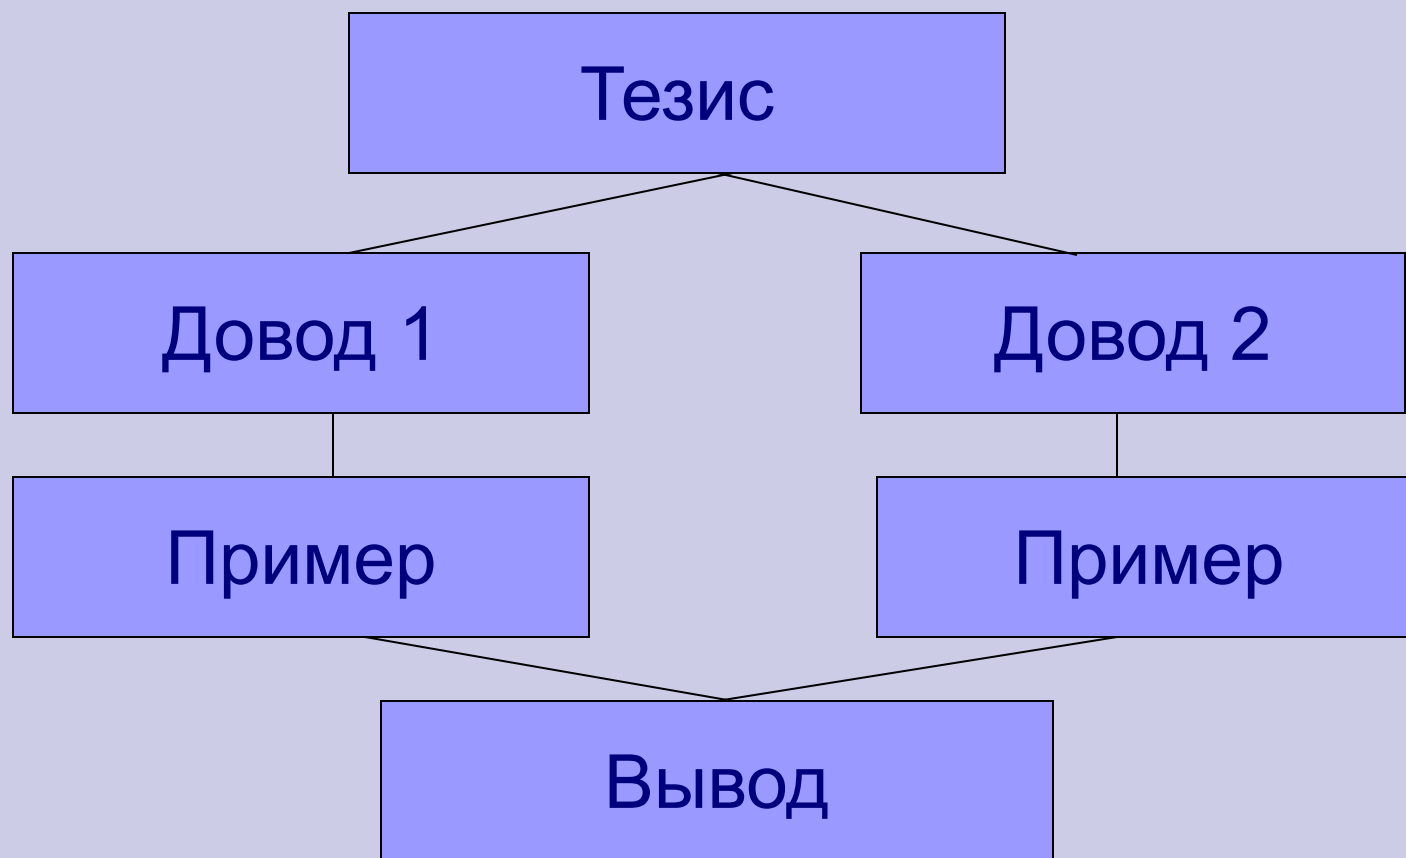 Тезис
Довод 1
Довод 2
Пример
Пример
Вывод